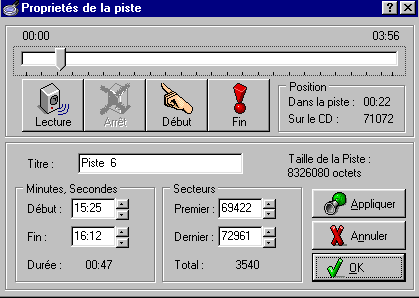 Proprietés de la piste
00:00 03:56
Lecture Arrêt Début Fin
Position
Dans la piste : 00:22
Sur le CD : 71072
Titre : Piste 6
Taille de la Piste :
8326080 octets
Minutes, Secondes
Début : 15:25
Fin : 16:12
Durée : 00:47
Secteurs
Premier : 69422
Dernier : 72961
Total : 3540
Appliquer
Annuler
OK